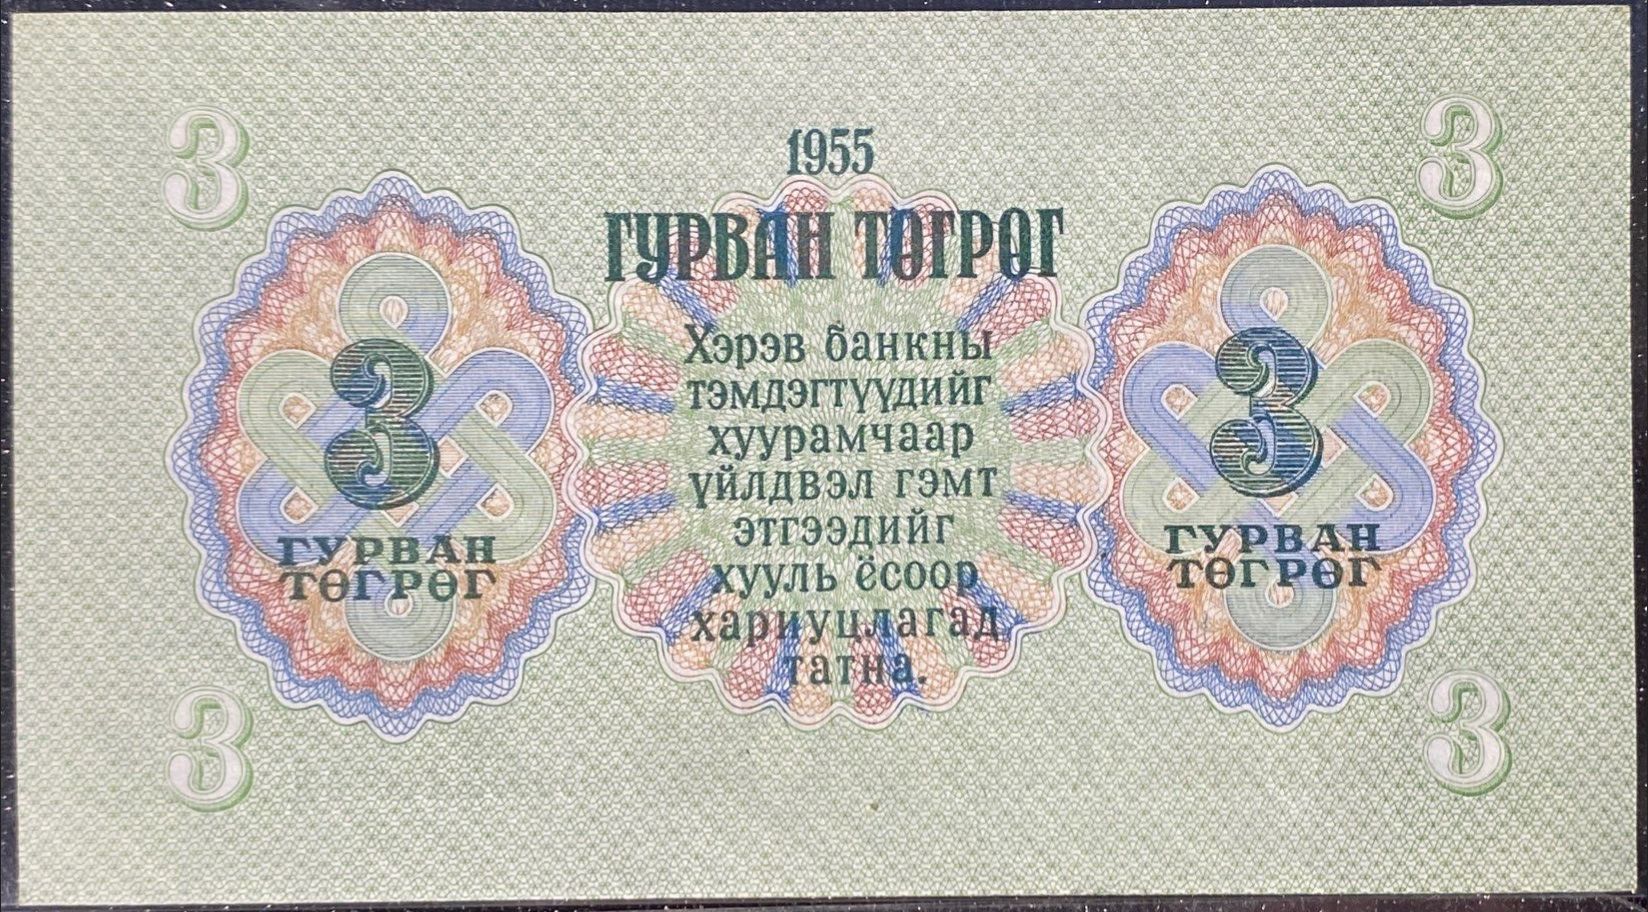 3
3
1955
ГУРВАН ТӨГРӨГ
Хэрэв банкны
тэмдэгтүүдийг
хуурамчаар
үйлдвэл гэмт
этгээдийг
хууль ёсоор
хариуцлагад
татна.
3
ГУРВАН
ТӨГРӨГ
3
ГУРВАН
ТӨГРӨГ
3
3